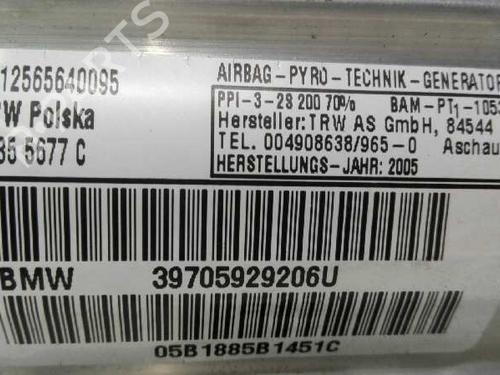 12565640095
W Polska
35 5677 C
AIRBAG-PYRO-TECHNIK-GENERATOR
PPI-3-28 200 70% BAM-PT1-1053
Hersteller: TRW AS GmbH, 84544
TEL. 004908638/965-0 Aschau
HERSTELLUNGS-JAHR: 2005
BMW 39705929206U
05B1885B1451C